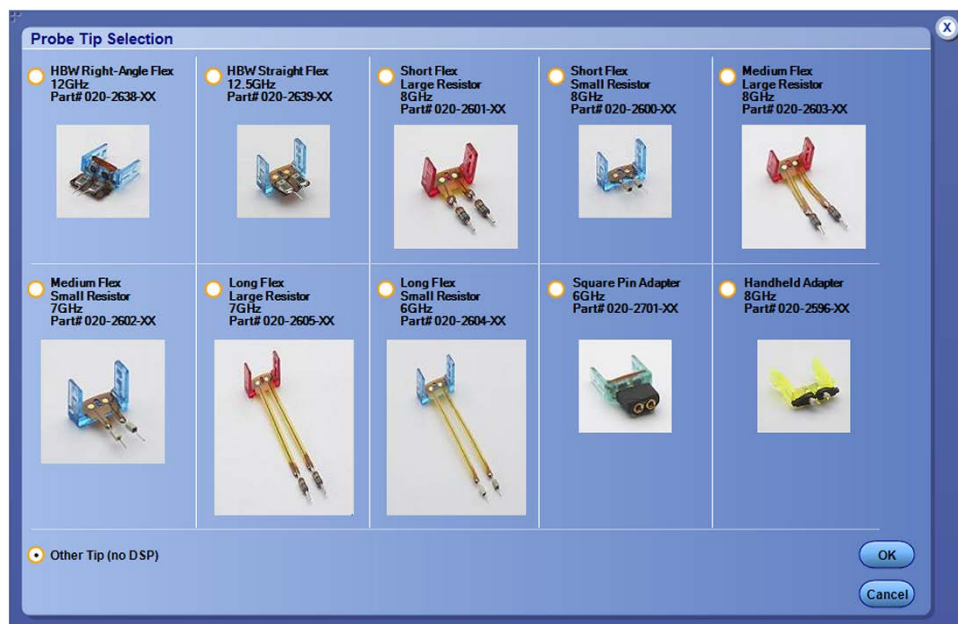 Probe Tip Selection
X
HBW Right-Angle Flex
12GHz
Part# 020-2638-XX
HBW Straight Flex
12.5GHz
Part# 020-2639-XX
Short Flex
Large Resistor
8GHz
Part# 020-2601-XX
Short Flex
Small Resistor
8GHz
Part# 020-2600-XX
Medium Flex
Large Resistor
8GHz
Part# 020-2603-XX
Medium Flex
Small Resistor
7GHz
Part# 020-2602-XX
Long Flex
Large Resistor
7GHz
Part# 020-2605-XX
Long Flex
Small Resistor
6GHz
Part# 020-2604-XX
Square Pin Adapter
6GHz
Part# 020-2701-XX
Handheld Adapter
8GHz
Part# 020-2596-XX
Other Tip (no DSP)
OK
Cancel